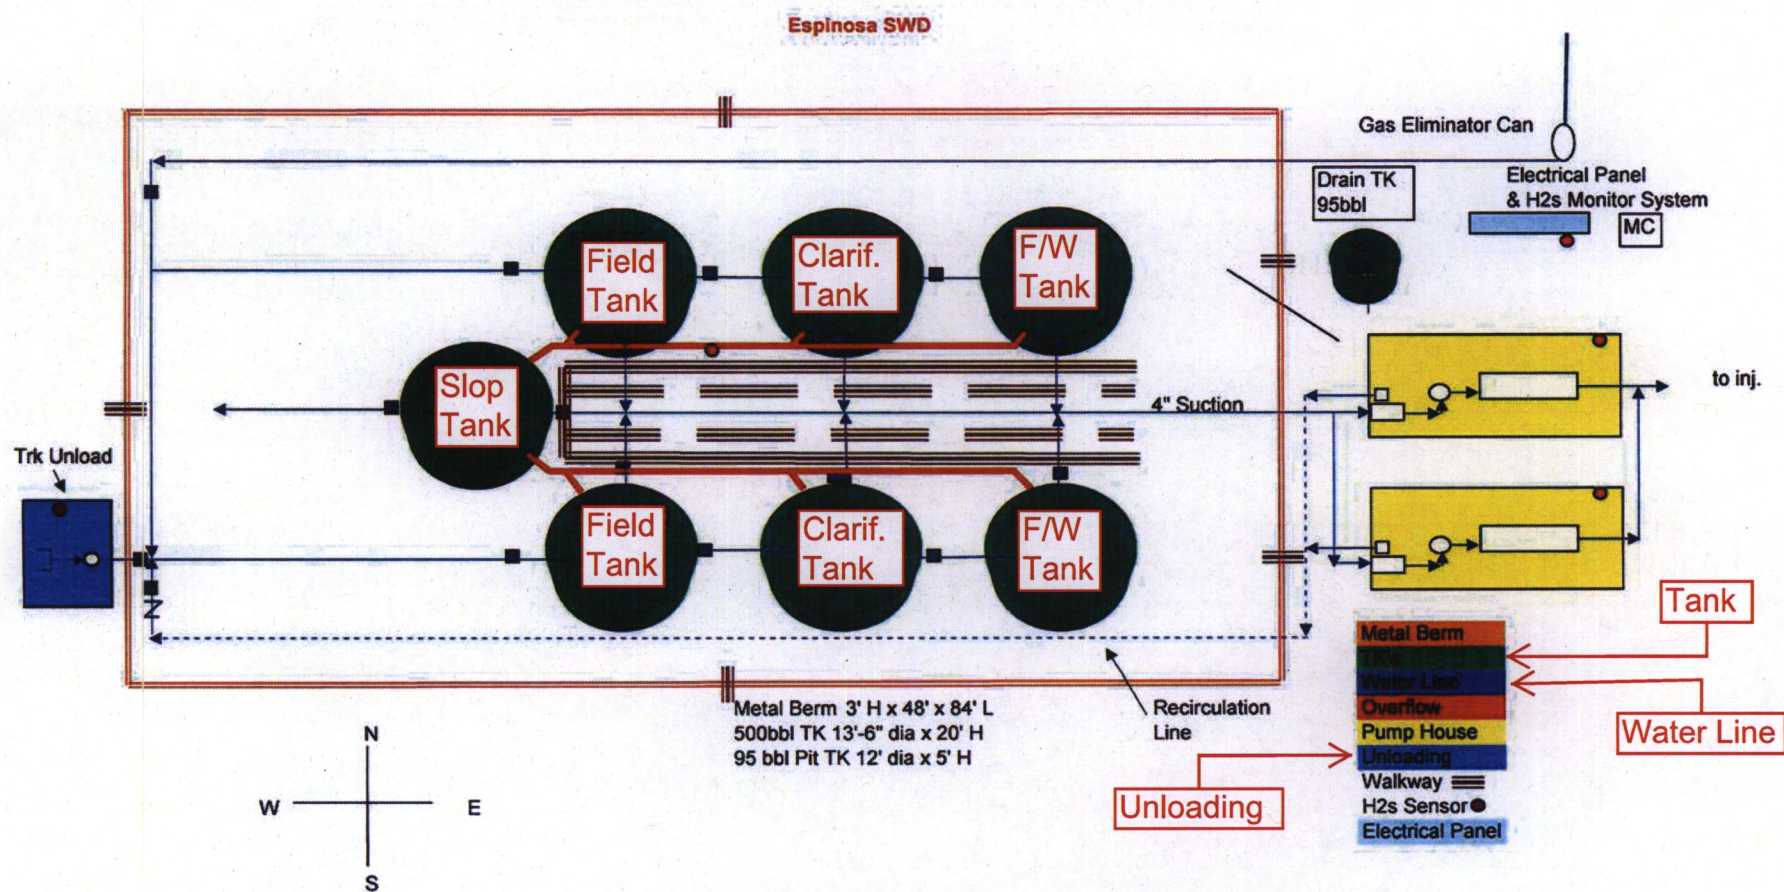 Espinosa SWD
Gas Eliminator Can
Drain TK
95bbl
Electrical Panel
& H2s Monitor System
MC
Field
Tank
Clarif.
Tank
F/W
Tank
Slop
Tank
4" Suction
to inj.
Trk Unload
Field
Tank
Clarif.
Tank
F/W
Tank
Metal Berm 3' H x 48' x 84' L
500bbl TK 13'-6" dia x 20' H
95 bbl Pit TK 12' dia x 5' H
Recirculation
Line
Tank
Water Line
Unloading
Metal Berm
TK's
Water Line
Overflow
Pump House
Unloading
Walkway
H2s Sensor
Electrical Panel
N
W
E
S